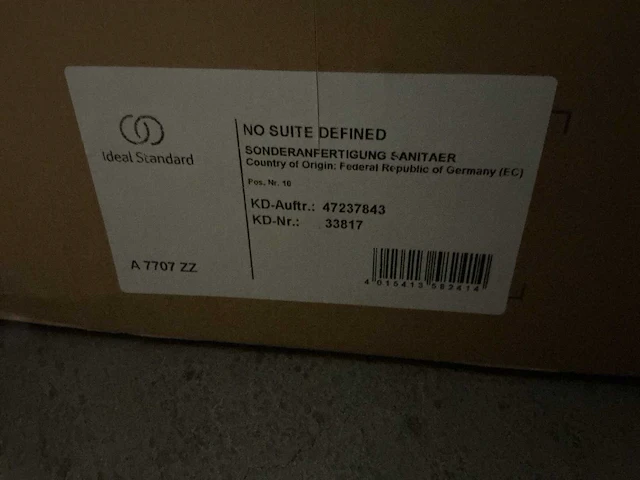 Ideal Standard
NO SUITE DEFINED
SONDERANFERTIGUNG SANITAER
Country of Origin: Federal Republic of Germany (EC)
Pos. Nr. 10
KD-Auftr.: 47237843
KD-Nr.: 33817
A 7707 ZZ